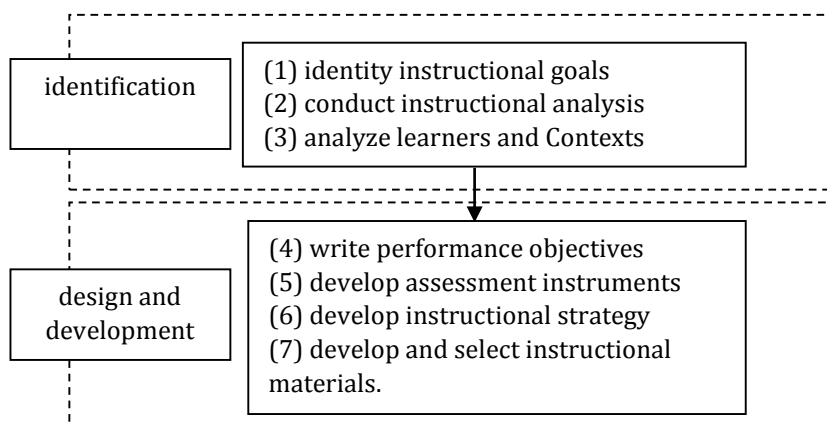 identification
(1) identity instructional goals
(2) conduct instructional analysis
(3) analyze learners and Contexts
design and
development
(4) write performance objectives
(5) develop assessment instruments
(6) develop instructional strategy
(7) develop and select instructional
materials.